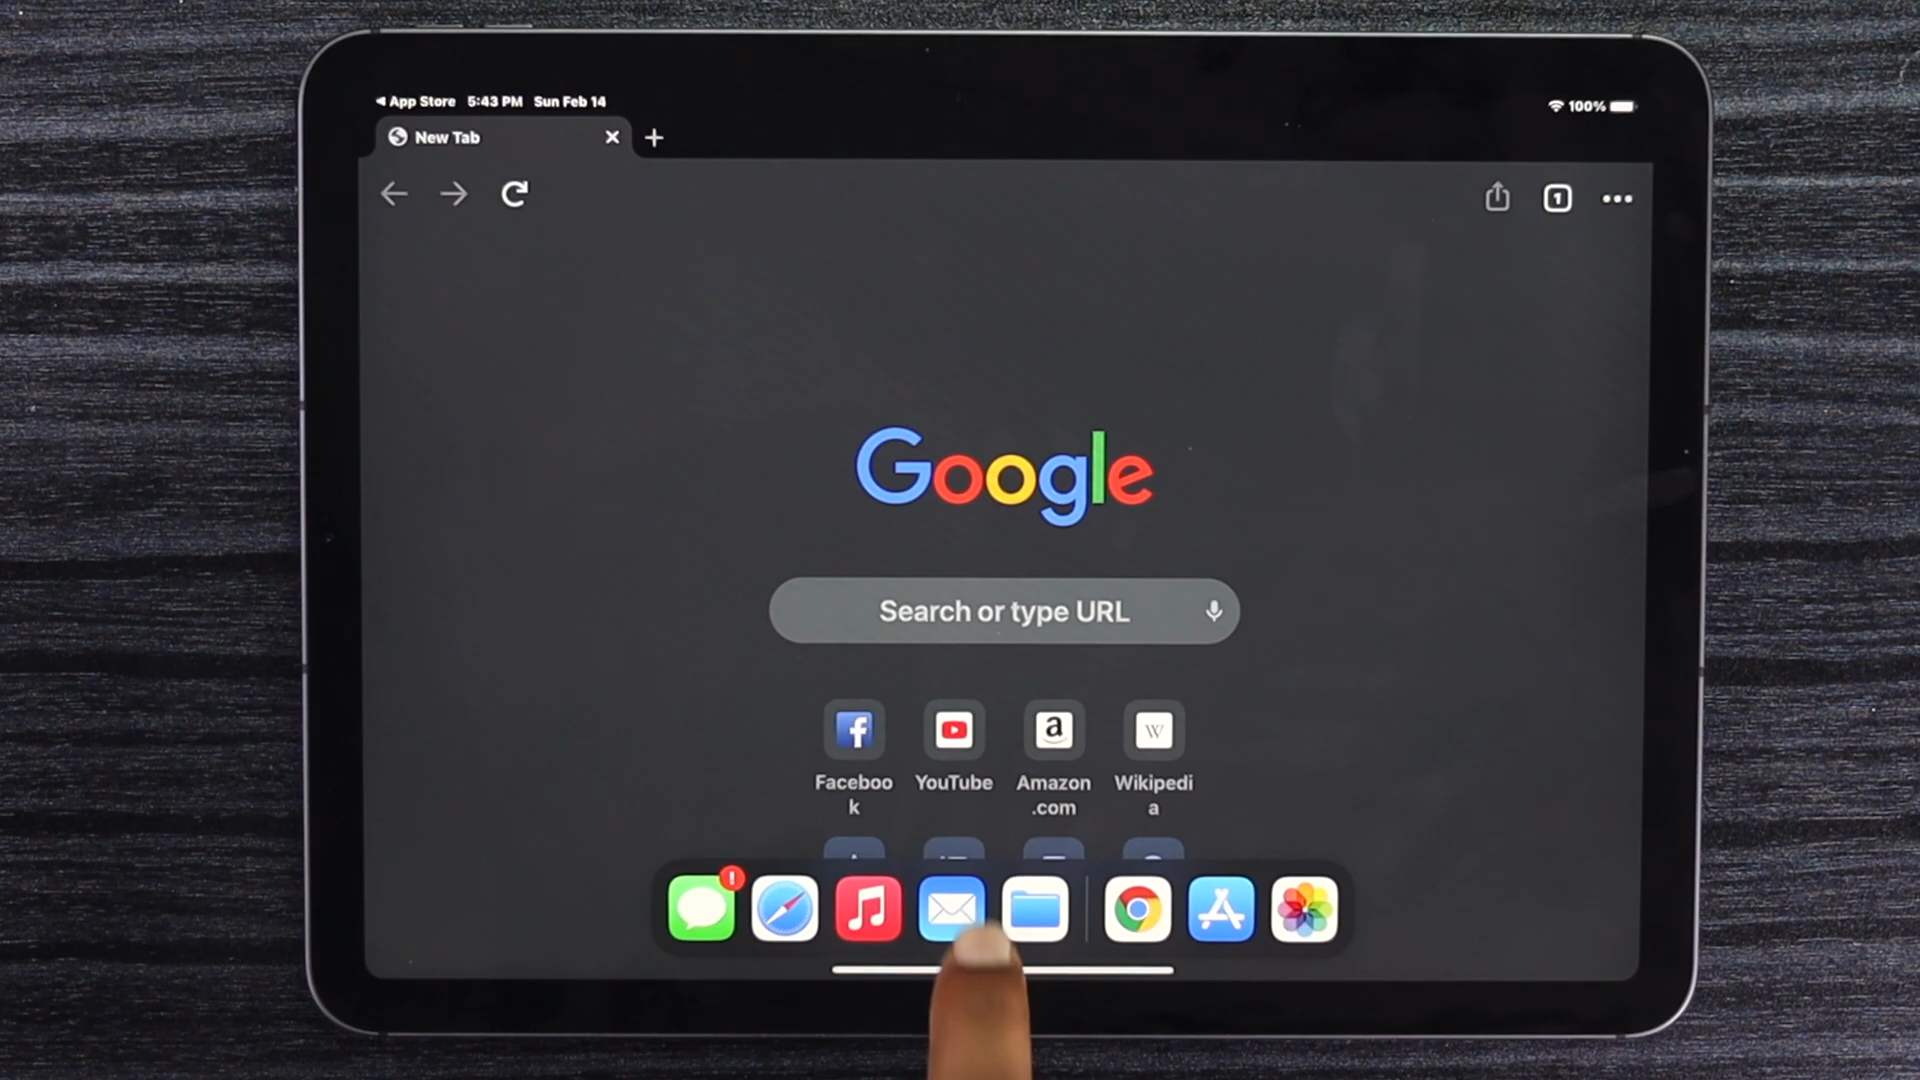 ◀ App Store 5:43 PM Sun Feb 14
100%
New Tab
1
Google
Search or type URL
Faceboo
k
YouTube
Amazon
.com
Wikipedi
a
f
a
W
!